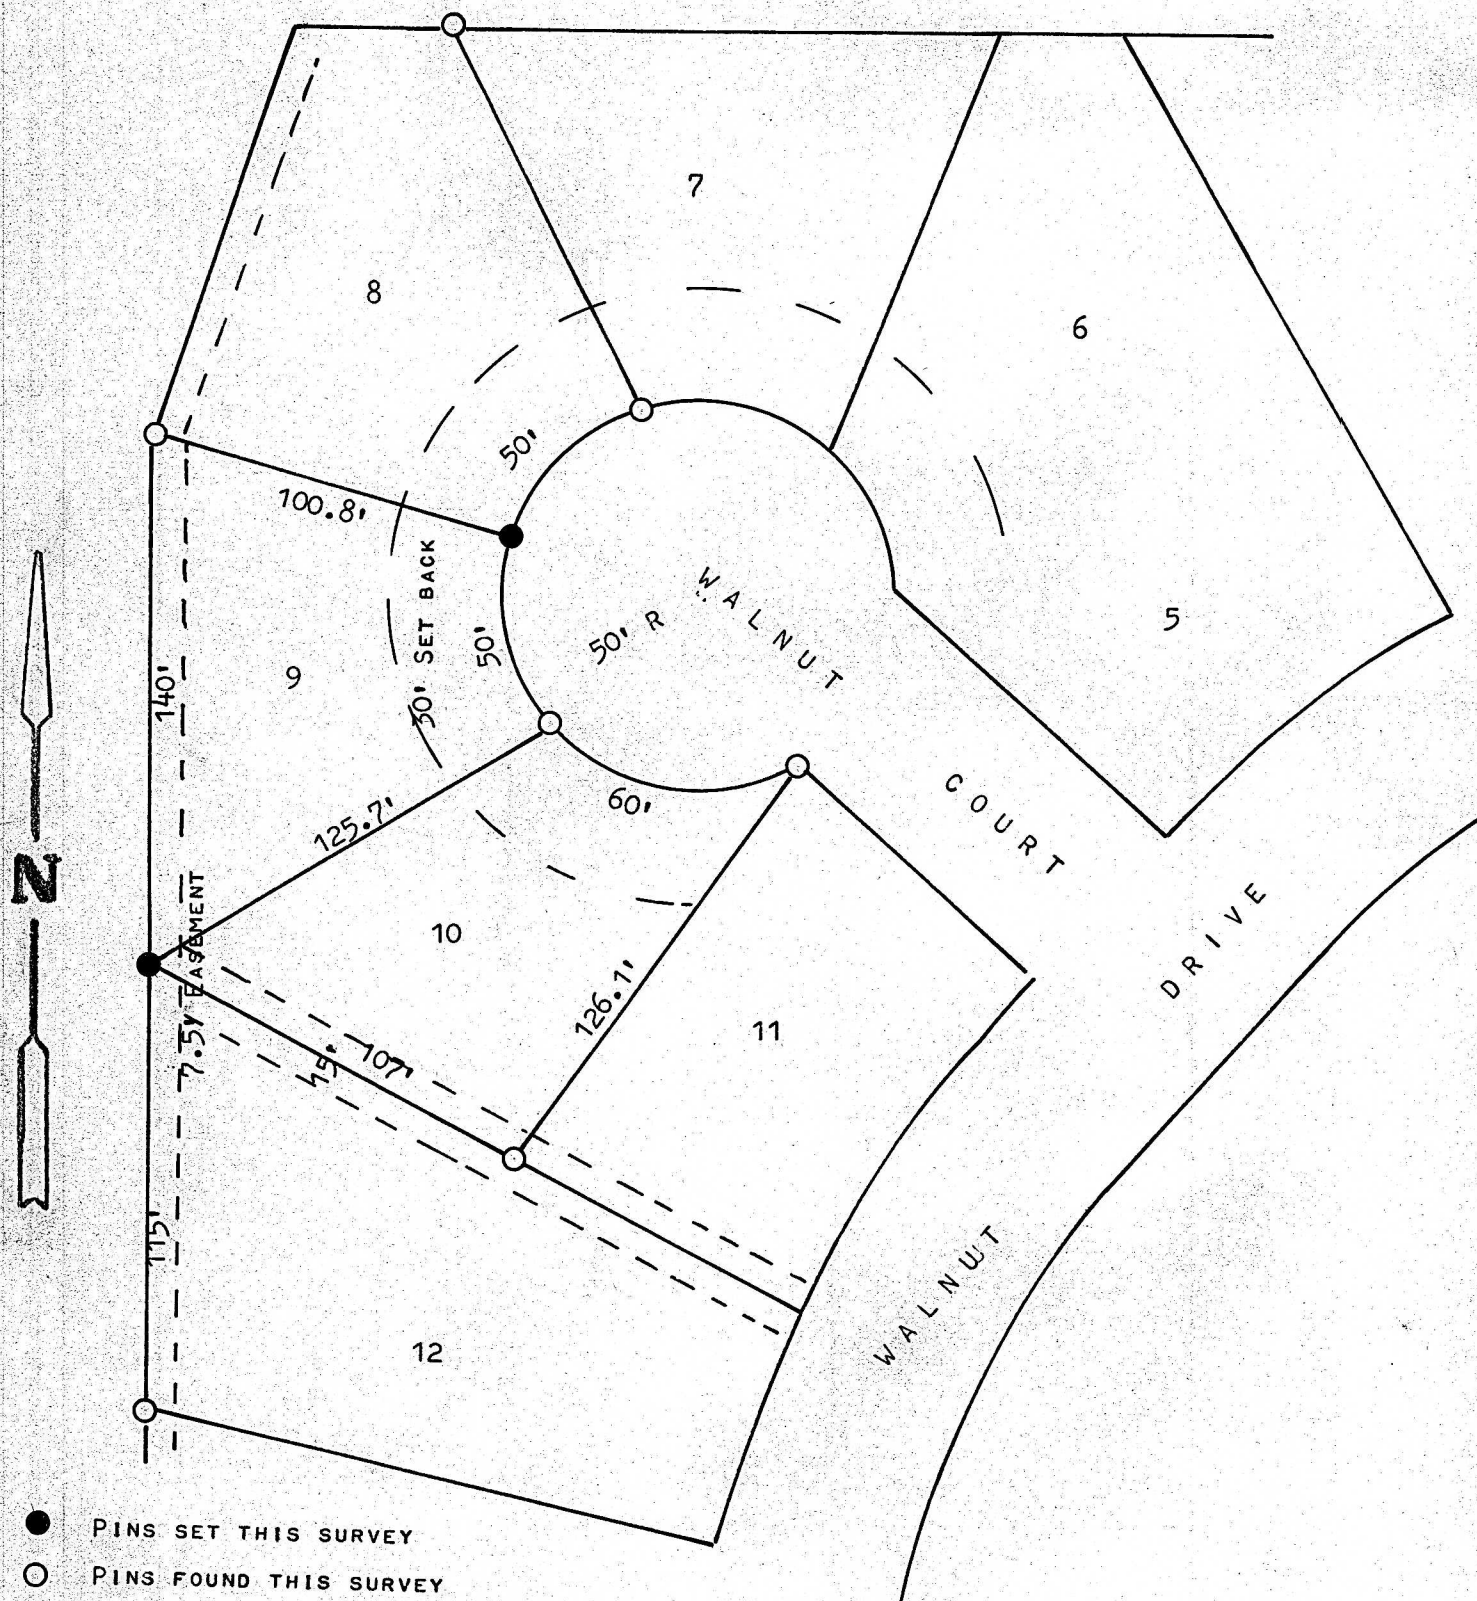 7
8
6
50'
100.8'
30' SET BACK
50'
50' R
WALNUT
COURT
5
9
140'
125.7'
60'
N
7.5' EASEMENT
10
126.1'
11
DRIVE
15'
107'
115'
12
WALNUT
PINS SET THIS SURVEY
PINS FOUND THIS SURVEY